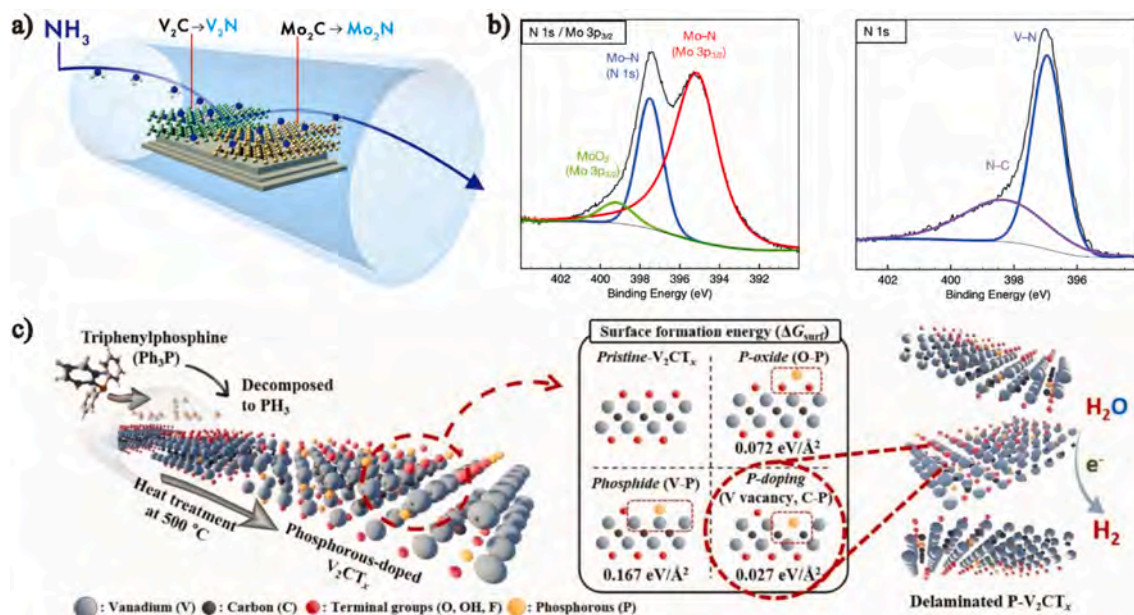 a)
NH3
V2C→V3N
Mo2C→Mo2N
b)
N 1s / Mo 3p3/2
Mo–N
(N 1s)
Mo–N
(Mo 3p3/2)
(Mo 3p3/2)
402 400 398 396 394 392
Binding Energy (eV)
N 1s
V–N
N–C
402 400 398 396
Binding Energy (eV)
c)
Triphenylphosphine
(Ph3P)
Decomposed
to PH3
Heat treatment
at 500 °C
Phosphorous-doped
V2CTx
Surface formation energy (ΔGsurf)
Pristine-V2CTx
P-oxide (O-P)
0.072 eV/Å2
Phosphide (V-P)
0.167 eV/Å2
P-doping
(V vacancy, C-P)
0.027 eV/Å2
H2O
e-
H2
Delaminated P-V2CTx
: Vanadium (V) : Carbon (C) : Terminal groups (O, OH, F) : Phosphorous (P)